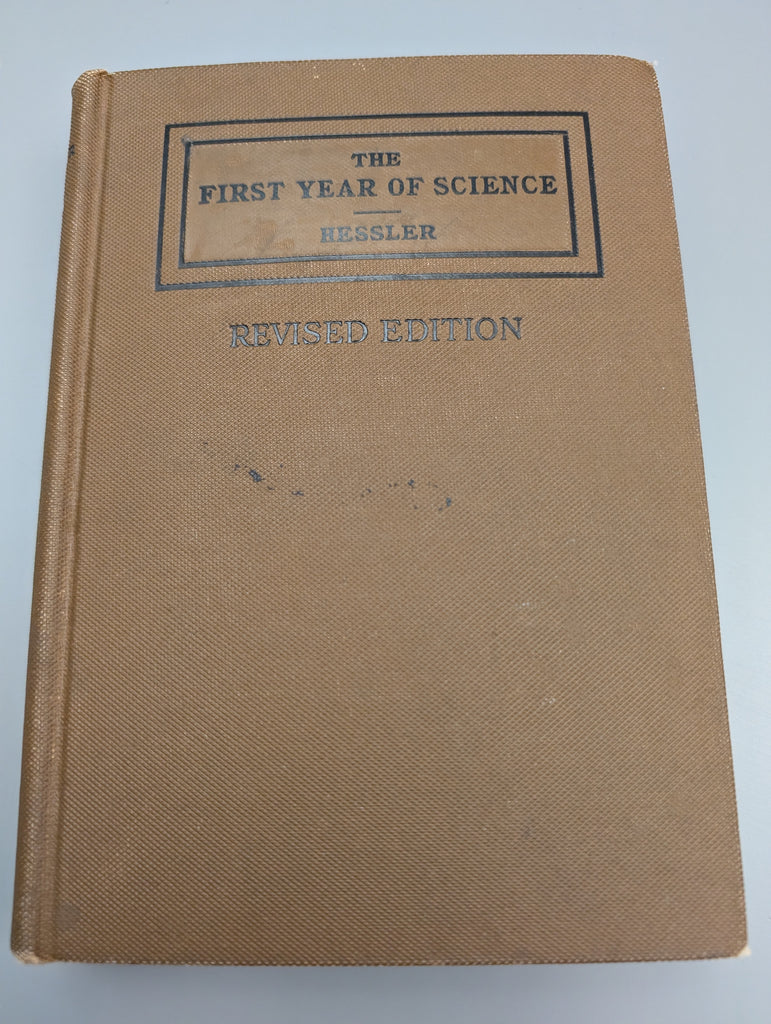 THE
FIRST YEAR OF SCIENCE
HESSLER
REVISED EDITION